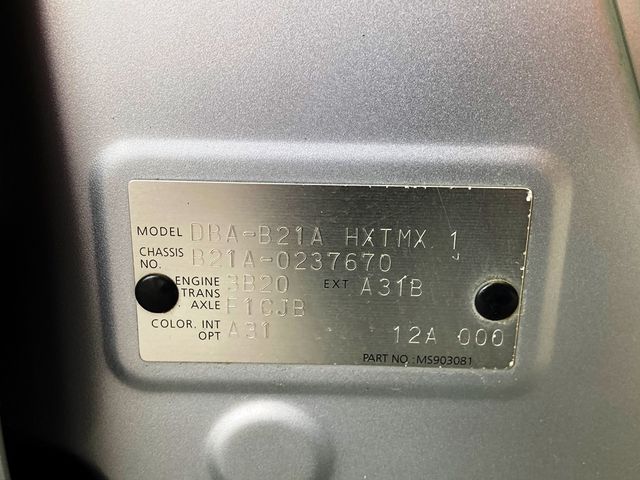 MODEL DBA-B21A HXTMX 1
CHASSIS NO. B21A-0237670
ENGINE 3B20 EXT A31B
TRANS AXLE F1CJB
COLOR. INT OPT A31 12A 000
PART NO.:MS903081